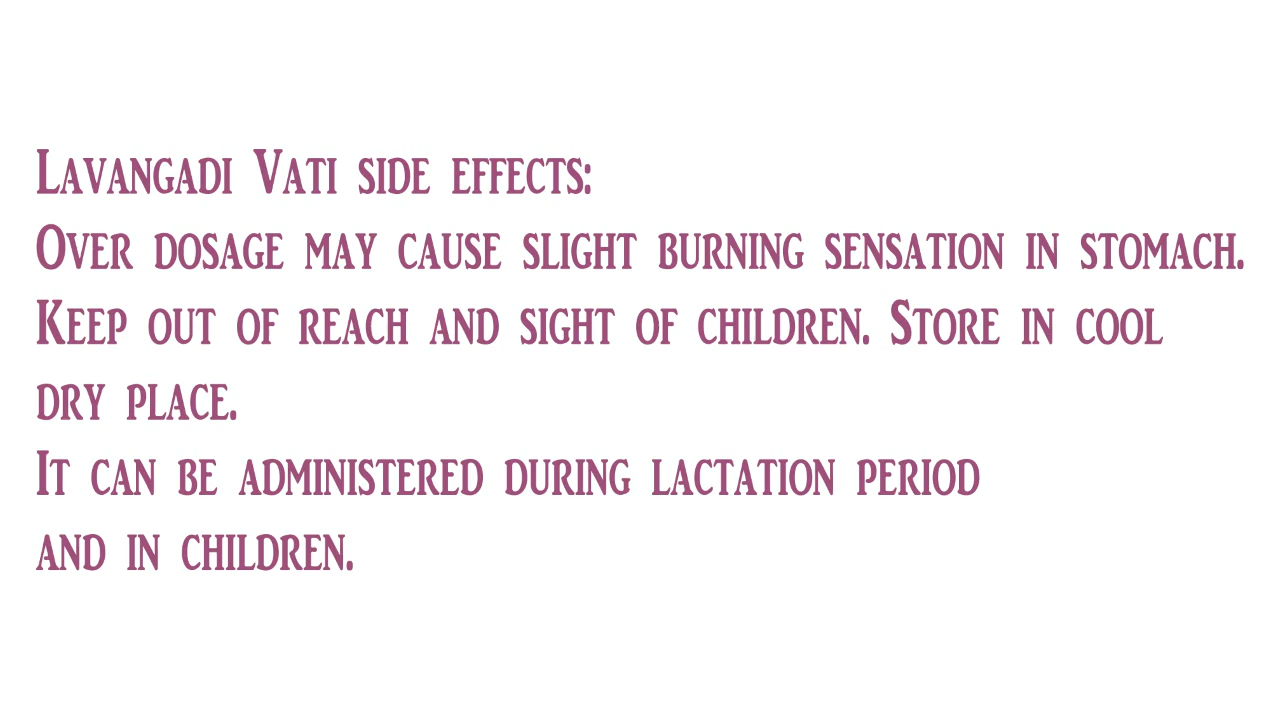 Lavangadi Vati side effects:
Over dosage may cause slight burning sensation in stomach.
Keep out of reach and sight of children. Store in cool
dry place.
It can be administered during lactation period
and in children.